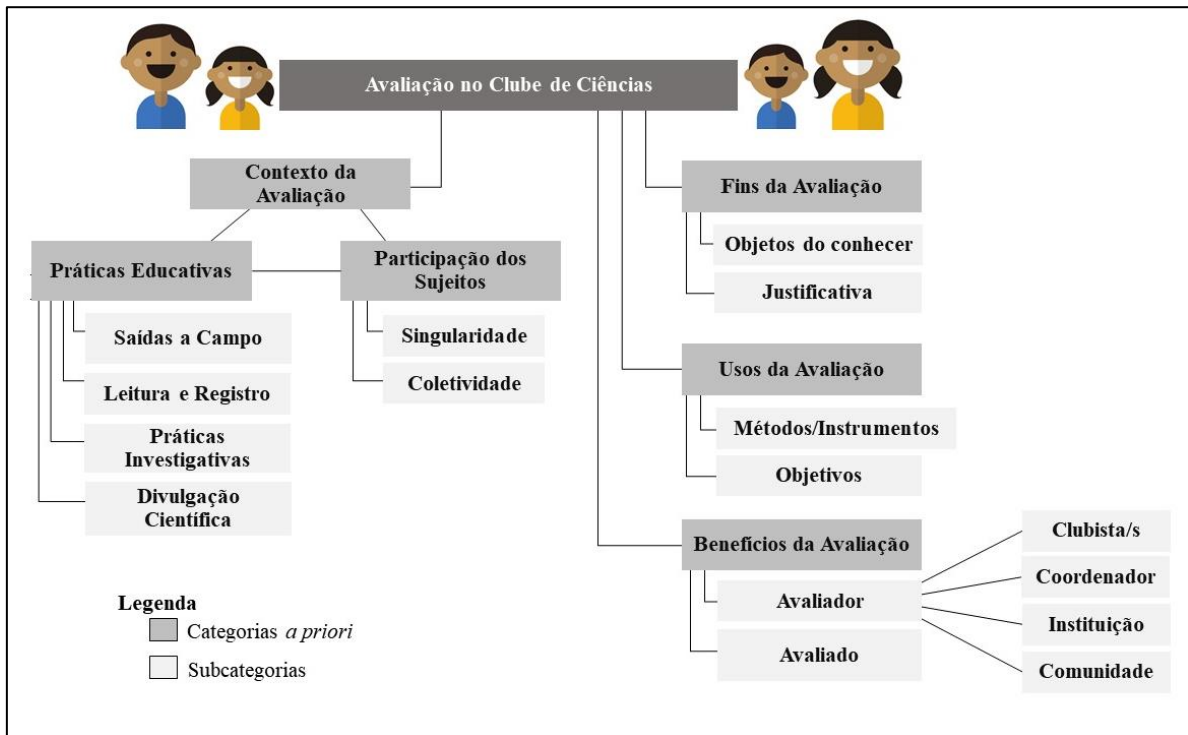 Avaliação no Clube de Ciências
Contexto da
Avaliação
Práticas Educativas
Saídas a Campo
Leitura e Registro
Práticas
Investigativas
Divulgação
Científica
Participação dos
Sujeitos
Singularidade
Coletividade
Fins da Avaliação
Objetos do conhecer
Justificativa
Usos da Avaliação
Métodos/Instrumentos
Objetivos
Benefícios da Avaliação
Avaliador
Avaliado
Clubista/s
Coordenador
Instituição
Comunidade
Legenda
Categorias a priori
Subcategorias